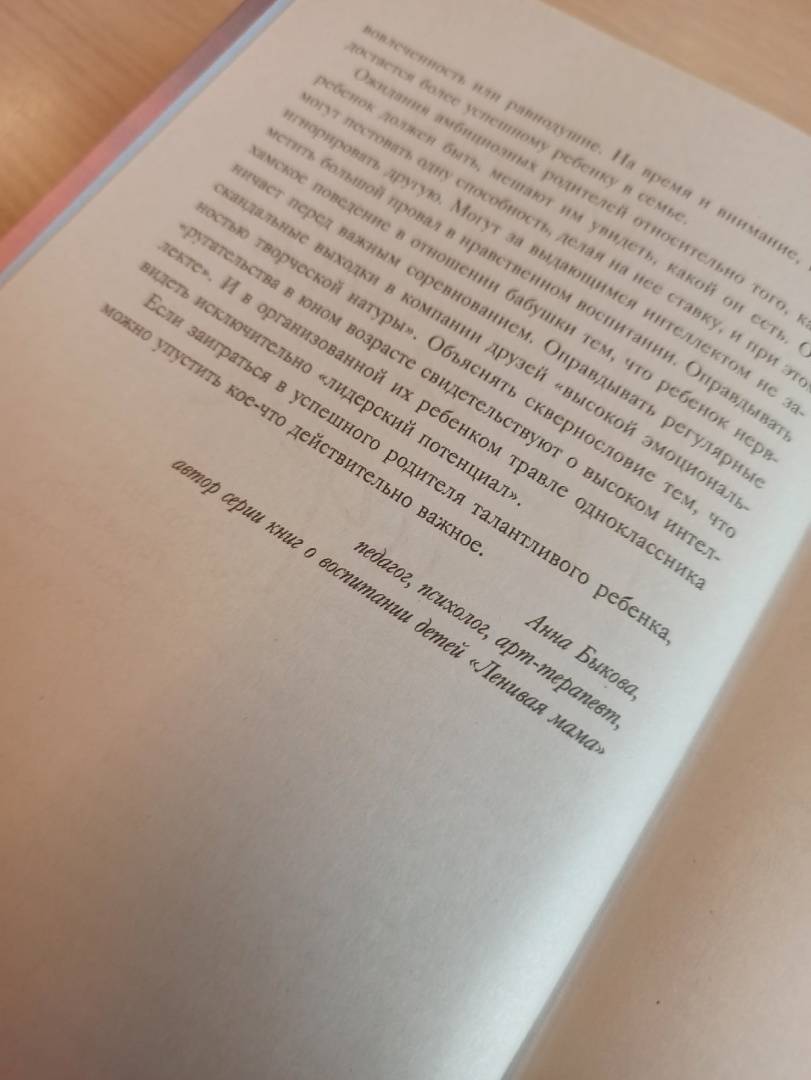 вовлеченность или равнодушие. На время и внимание,
достается более успешному ребенку в семье.
Ожидания амбициозных родителей относительно того, ка
ребенок должен быть, мешают им увидеть, какой он есть. О
могут пестовать одну способность, делая на нее ставку, и при этом
игнорировать другую. Могут за выдающимся интеллектом не за-
метить большой провал в нравственном воспитании. Оправдывать
хамское поведение в отношении бабушки тем, что ребенок нерв-
ничает перед важным соревнованием. Оправдывать регулярные
скандальные выходки в компании друзей «высокой эмоциональ-
ностью творческой натуры». Объяснять сквернословие тем, что
«ругательства в юном возрасте свидетельствуют о высоком интел-
лекте». И в организованной их ребенком травле одноклассника
видеть исключительно «лидерский потенциал».
Если заиграться в успешного родителя талантливого ребенка,
можно упустить кое-что действительно важное.
Анна Быкова,
педагог, психолог, арт-терапевт,
автор серии книг о воспитании детей «Ленивая мама»